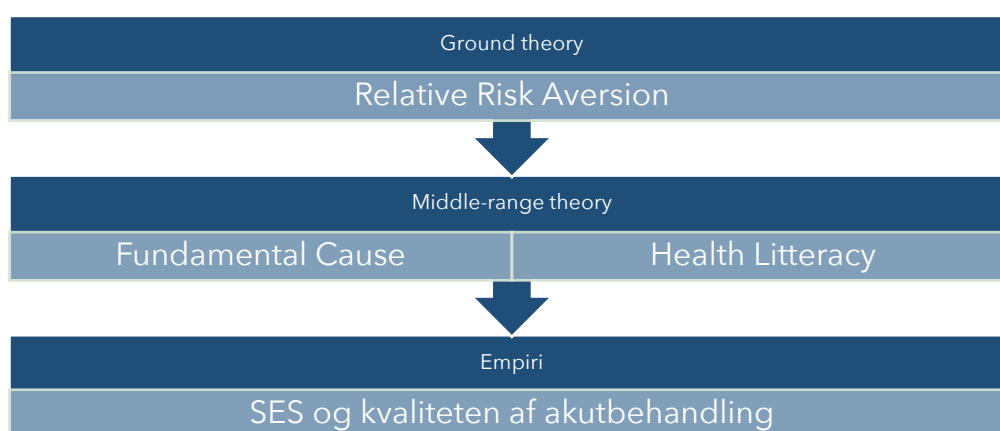 Ground theory
Relative Risk Aversion
Middle-range theory
Fundamental Cause
Health Litteracy
Empiri
SES og kvaliteten af akutbehandling